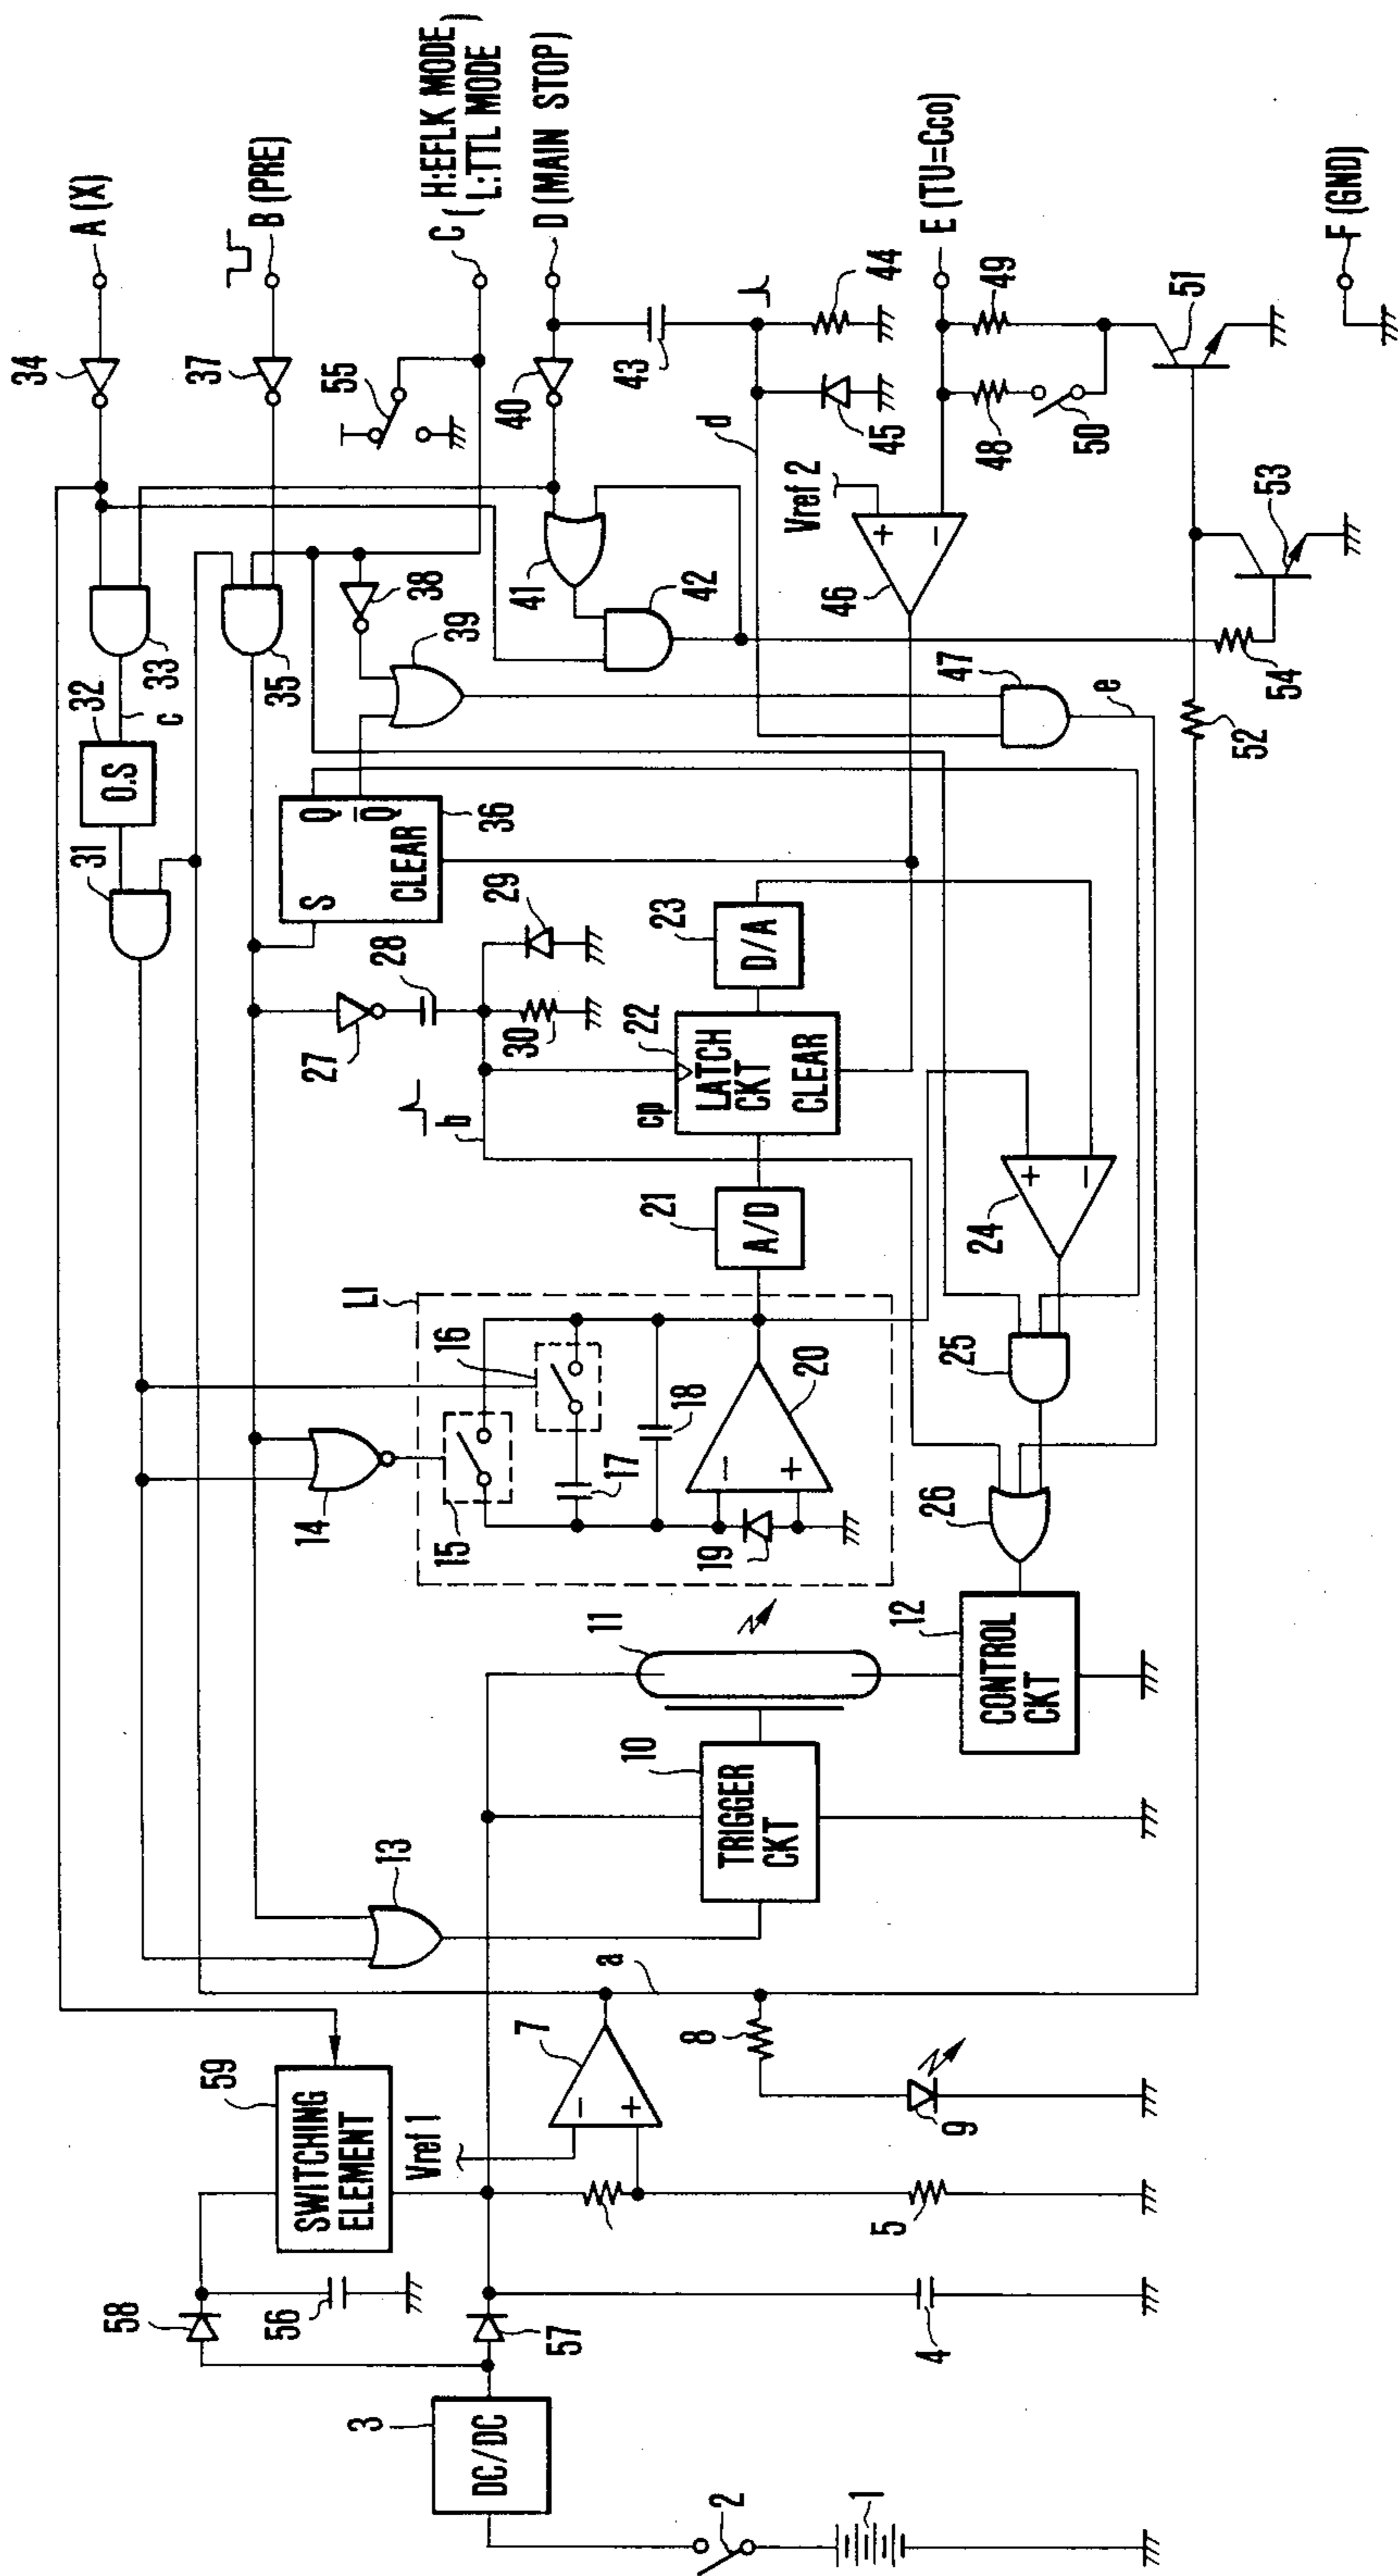 A (X)
B (PRE)
C ( H:EFLK MODE )
L:TTL MODE
D (MAIN STOP)
E (TU=Cco)
F (GND)
34
37
55
40
43
44
45
d
49
48
50
51
53
54
52
Vref 2
46
47
e
33
c
32
O.S
31
35
38
39
41
42
S
Q
Q̄
CLEAR
36
27
28
29
30
b
cp
LATCH
CKT
CLEAR
22
23
D/A
21
A/D
24
+
−
25
26
LI
14
15
16
17
18
19
20
−
+
11
10
TRIGGER
CKT
12
CONTROL
CKT
13
a
7
−
+
8
9
59
SWITCHING
ELEMENT
Vref 1
5
58
56
57
4
3
DC/DC
2
1